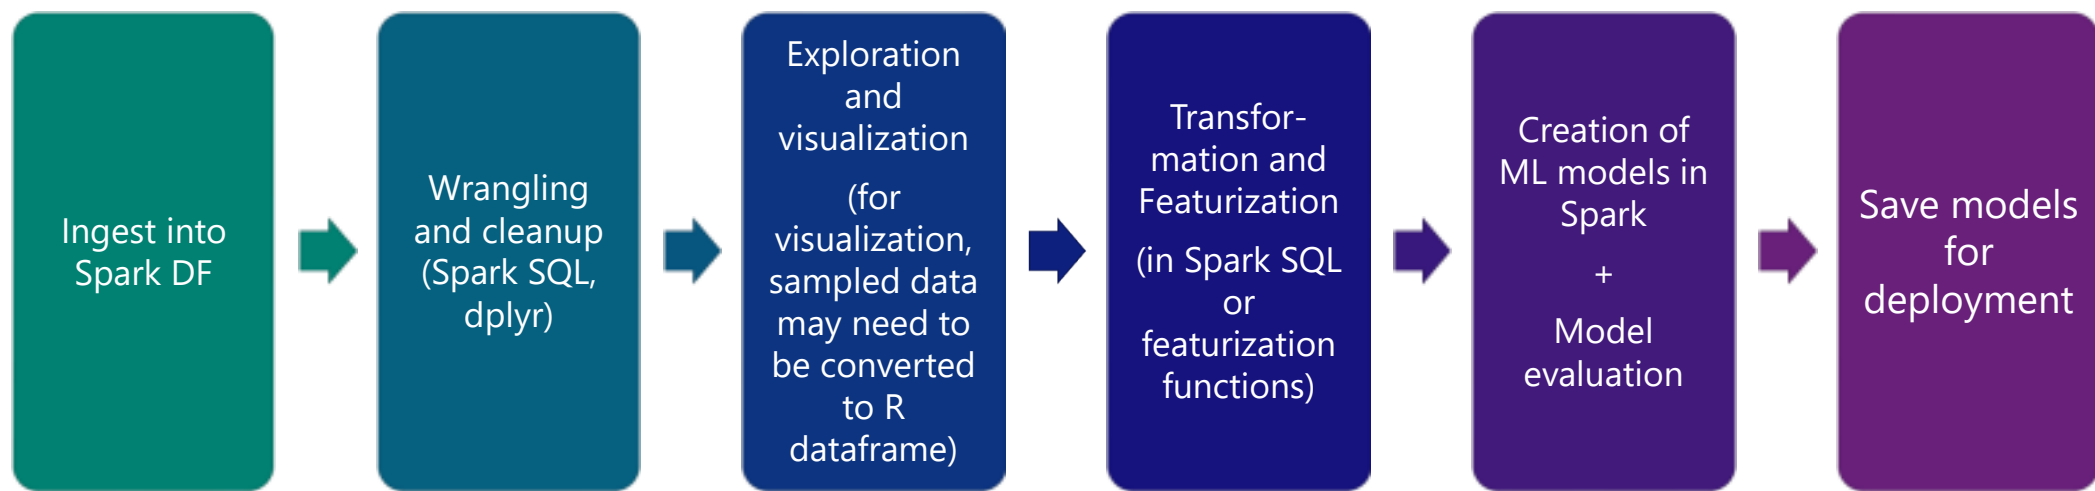 Ingest into
Spark DF
Wrangling
and cleanup
(Spark SQL,
dplyr)
Exploration
and
visualization
(for
visualization,
sampled data
may need to
be converted
to R
dataframe)
Transfor-
mation and
Featurization
(in Spark SQL
or
featurization
functions)
Creation of
ML models in
Spark
+
Model
evaluation
Save models
for
deployment